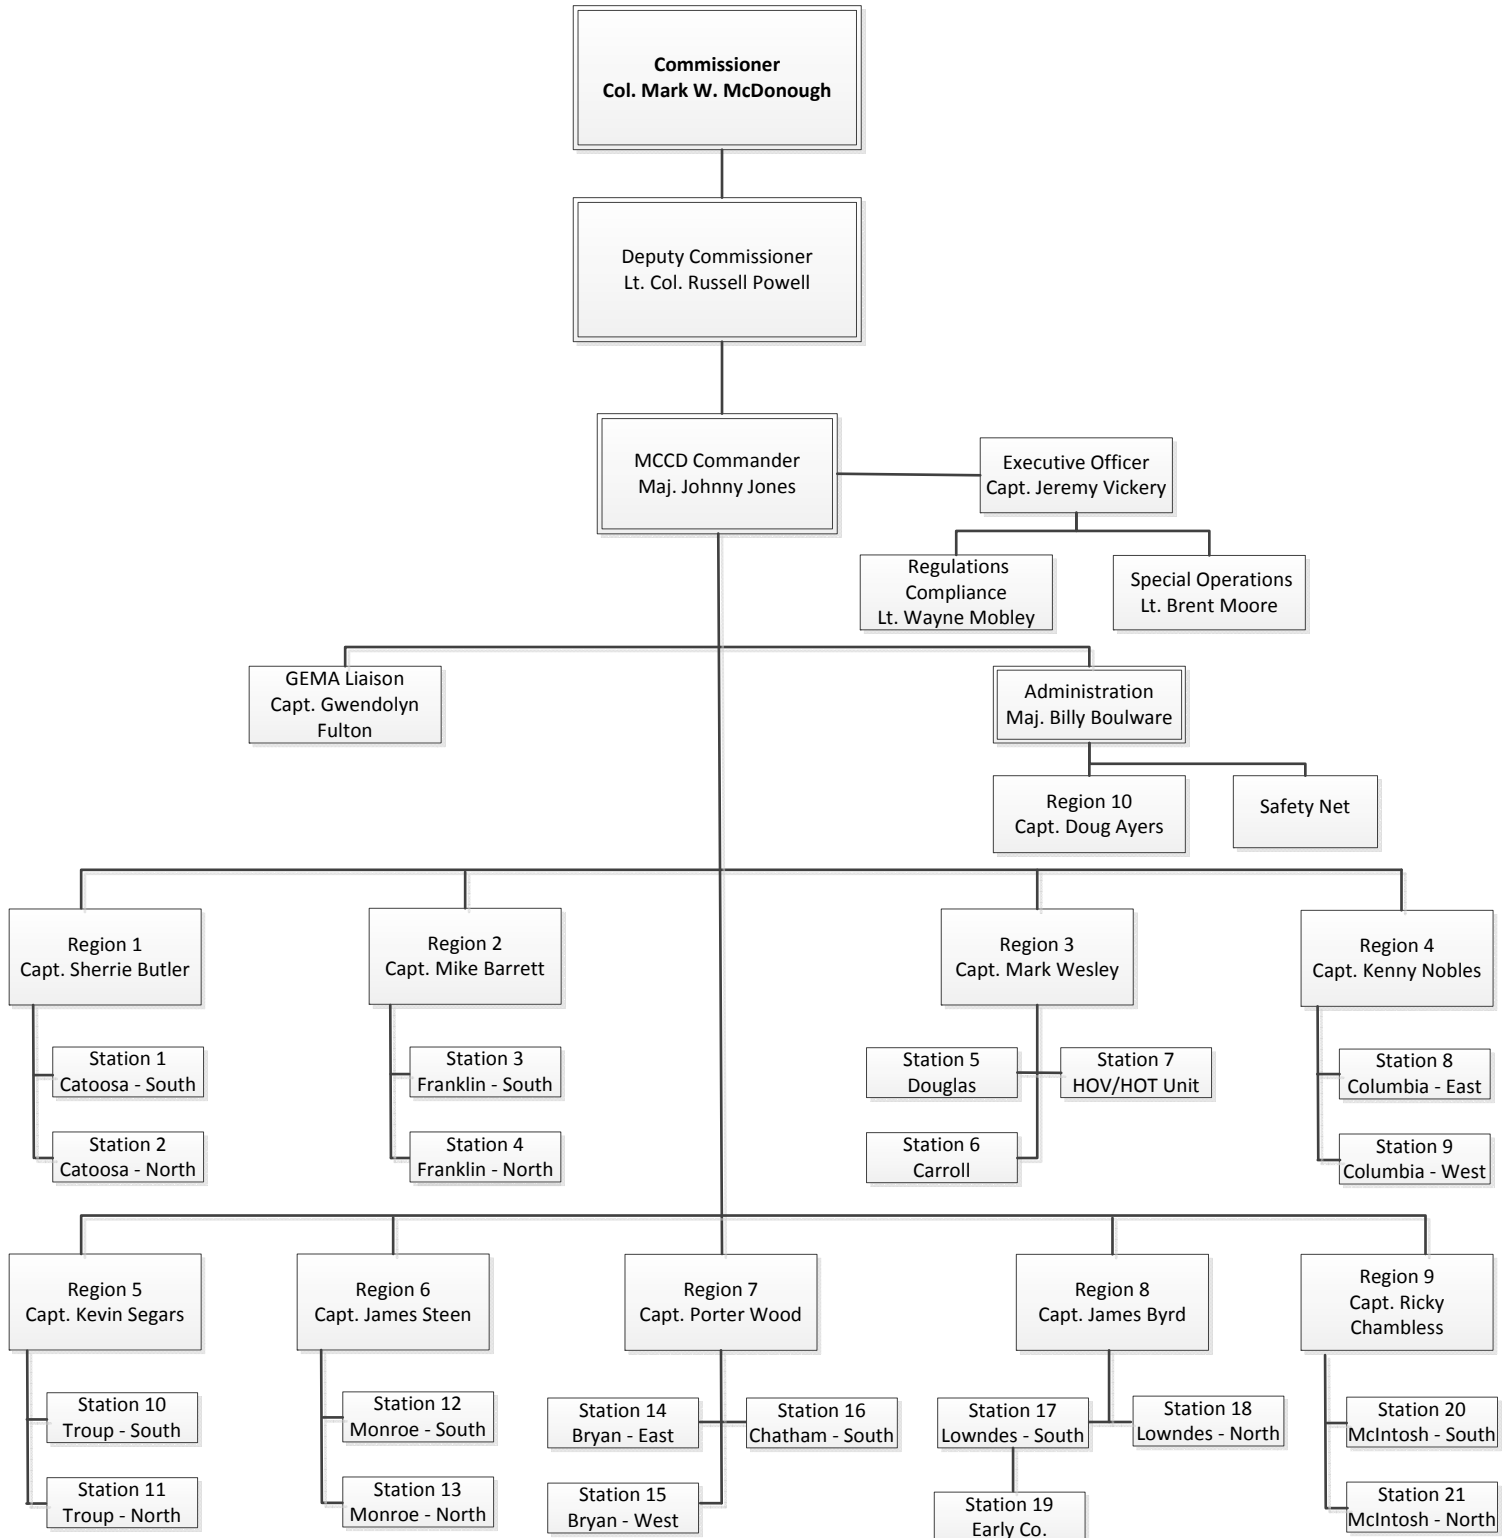 Commissioner
Col. Mark W. McDonough
Deputy Commissioner
Lt. Col. Russell Powell
MCCD Commander
Maj. Johnny Jones
Executive Officer
Capt. Jeremy Vickery
Regulations
Compliance
Lt. Wayne Mobley
Special Operations
Lt. Brent Moore
GEMA Liaison
Capt. Gwendolyn
Fulton
Administration
Maj. Billy Boulware
Region 10
Capt. Doug Ayers
Safety Net
Region 1
Capt. Sherrie Butler
Region 2
Capt. Mike Barrett
Region 3
Capt. Mark Wesley
Region 4
Capt. Kenny Nobles
Station 1
Catoosa - South
Station 2
Catoosa - North
Station 3
Franklin - South
Station 4
Franklin - North
Station 5
Douglas
Station 7
HOV/HOT Unit
Station 6
Carroll
Station 8
Columbia - East
Station 9
Columbia - West
Region 5
Capt. Kevin Segars
Region 6
Capt. James Steen
Region 7
Capt. Porter Wood
Region 8
Capt. James Byrd
Region 9
Capt. Ricky
Chambless
Station 10
Troup - South
Station 11
Troup - North
Station 12
Monroe - South
Station 13
Monroe - North
Station 14
Bryan - East
Station 16
Chatham - South
Station 15
Bryan - West
Station 17
Lowndes - South
Station 18
Lowndes - North
Station 19
Early Co.
Station 20
McIntosh - South
Station 21
McIntosh - North